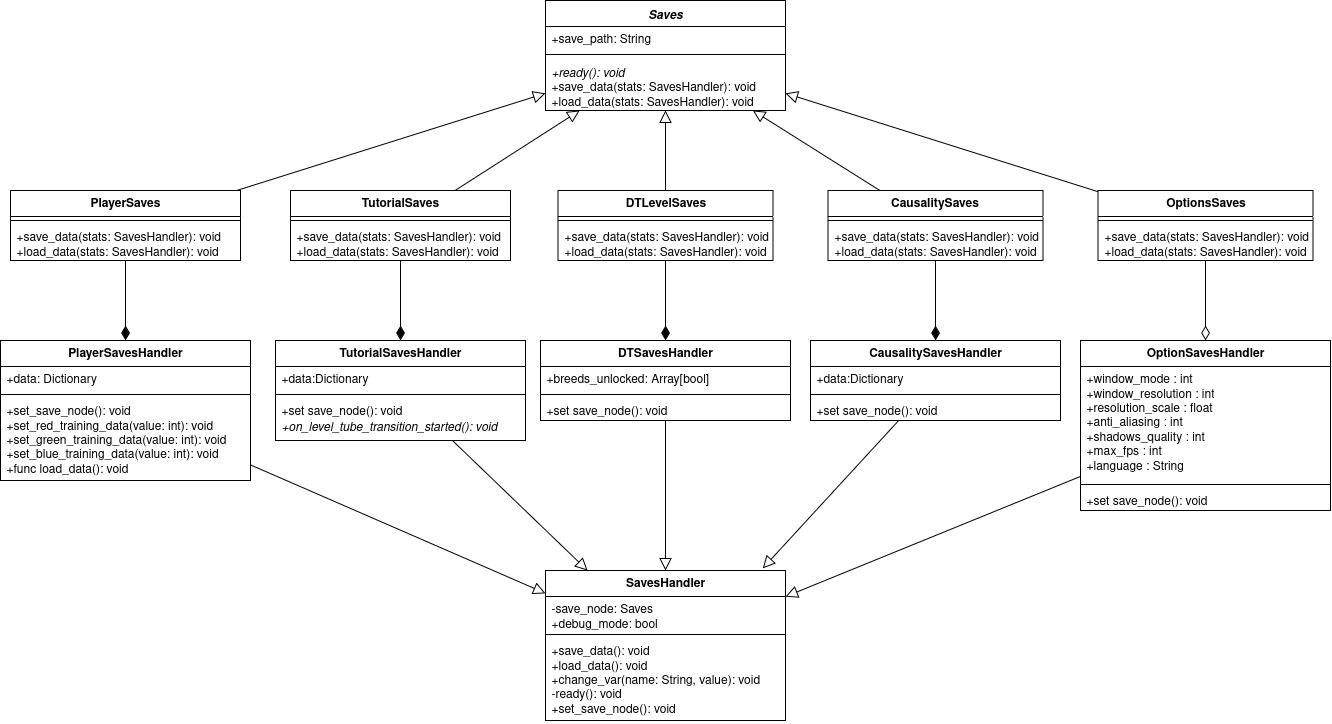 Saves
+save_path: String
+ready(): void
+save_data(stats: SavesHandler): void
+load_data(stats: SavesHandler): void
PlayerSaves
+save_data(stats: SavesHandler): void
+load_data(stats: SavesHandler): void
TutorialSaves
+save_data(stats: SavesHandler): void
+load_data(stats: SavesHandler): void
DTLevelSaves
+save_data(stats: SavesHandler): void
+load_data(stats: SavesHandler): void
CausalitySaves
+save_data(stats: SavesHandler): void
+load_data(stats: SavesHandler): void
OptionsSaves
+save_data(stats: SavesHandler): void
+load_data(stats: SavesHandler): void
PlayerSavesHandler
+data: Dictionary
+set_save_node(): void
+set_red_training_data(value: int): void
+set_green_training_data(value: int): void
+set_blue_training_data(value: int): void
+func load_data(): void
TutorialSavesHandler
+data:Dictionary
+set save_node(): void
+on_level_tube_transition_started(): void
DTSavesHandler
+breeds_unlocked: Array[bool]
+set save_node(): void
CausalitySavesHandler
+data:Dictionary
+set save_node(): void
OptionSavesHandler
+window_mode : int
+window_resolution : int
+resolution_scale : float
+anti_aliasing : int
+shadows_quality : int
+max_fps : int
+language : String
+set save_node(): void
SavesHandler
-save_node: Saves
+debug_mode: bool
+save_data(): void
+load_data(): void
+change_var(name: String, value): void
-ready(): void
+set_save_node(): void